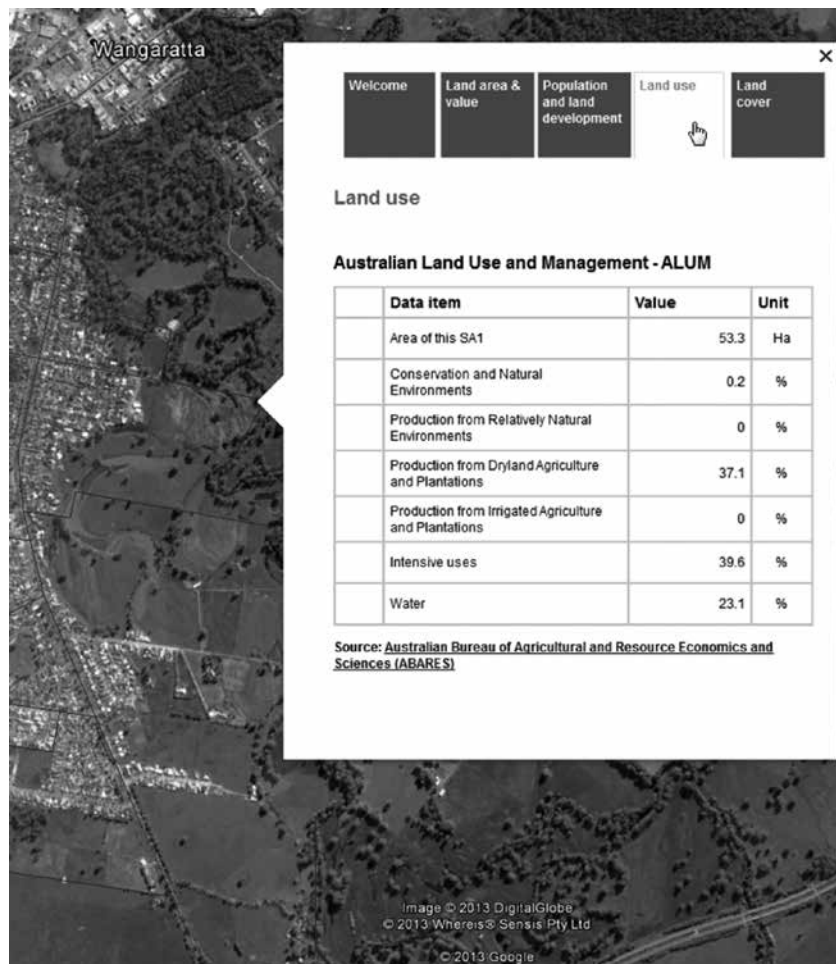 Wangaratta
×
Welcome
Land area &
value
Population
and land
development
Land use
Land
cover
Land use
Australian Land Use and Management - ALUM
Data item Value Unit
Area of this SA1 53.3 Ha
Conservation and Natural
Environments 0.2 %
Production from Relatively Natural
Environments 0 %
Production from Dryland Agriculture
and Plantations 37.1 %
Production from Irrigated Agriculture
and Plantations 0 %
Intensive uses 39.6 %
Water 23.1 %
Source: Australian Bureau of Agricultural and Resource Economics and
Sciences (ABARES)
Image © 2013 DigitalGlobe
© 2013 Whereis® Sensis Pty Ltd
© 2013 Google